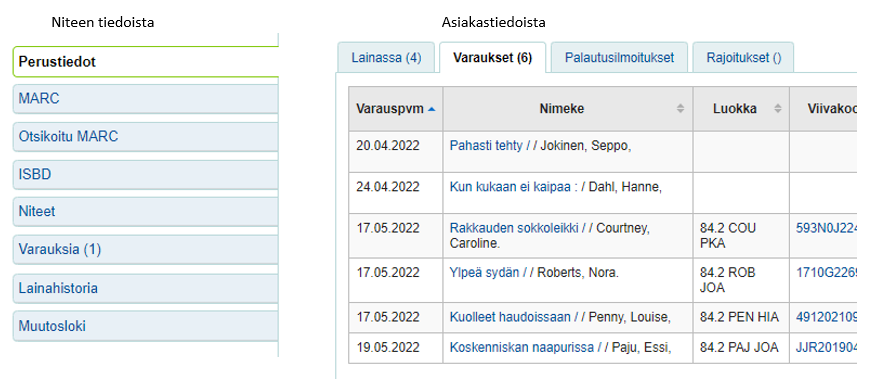 Niteen tiedoista
Perustiedot
MARC
Otsikoitu MARC
ISBD
Niteet
Varauksia (1)
Lainahistoria
Muutosloki
Asiakastiedoista
Lainassa (4) Varaukset (6) Palautusilmoitukset Rajoitukset ()
Varauspvm Nimeke Luokka Viivakoo
20.04.2022 Pahasti tehty / / Jokinen, Seppo,
24.04.2022 Kun kukaan ei kaipaa : / Dahl, Hanne,
17.05.2022 Rakkauden sokkoleikki / / Courtney, 84.2 COU 593N0J224
Caroline. PKA
17.05.2022 Ylpeä sydän / / Roberts, Nora. 84.2 ROB 1710G2269
JOA
17.05.2022 Kuolleet haudoissaan / / Penny, Louise, 84.2 PEN HIA 491202109
19.05.2022 Koskenniskan naapurissa / / Paju, Essi, 84.2 PAJ JOA JJR201904